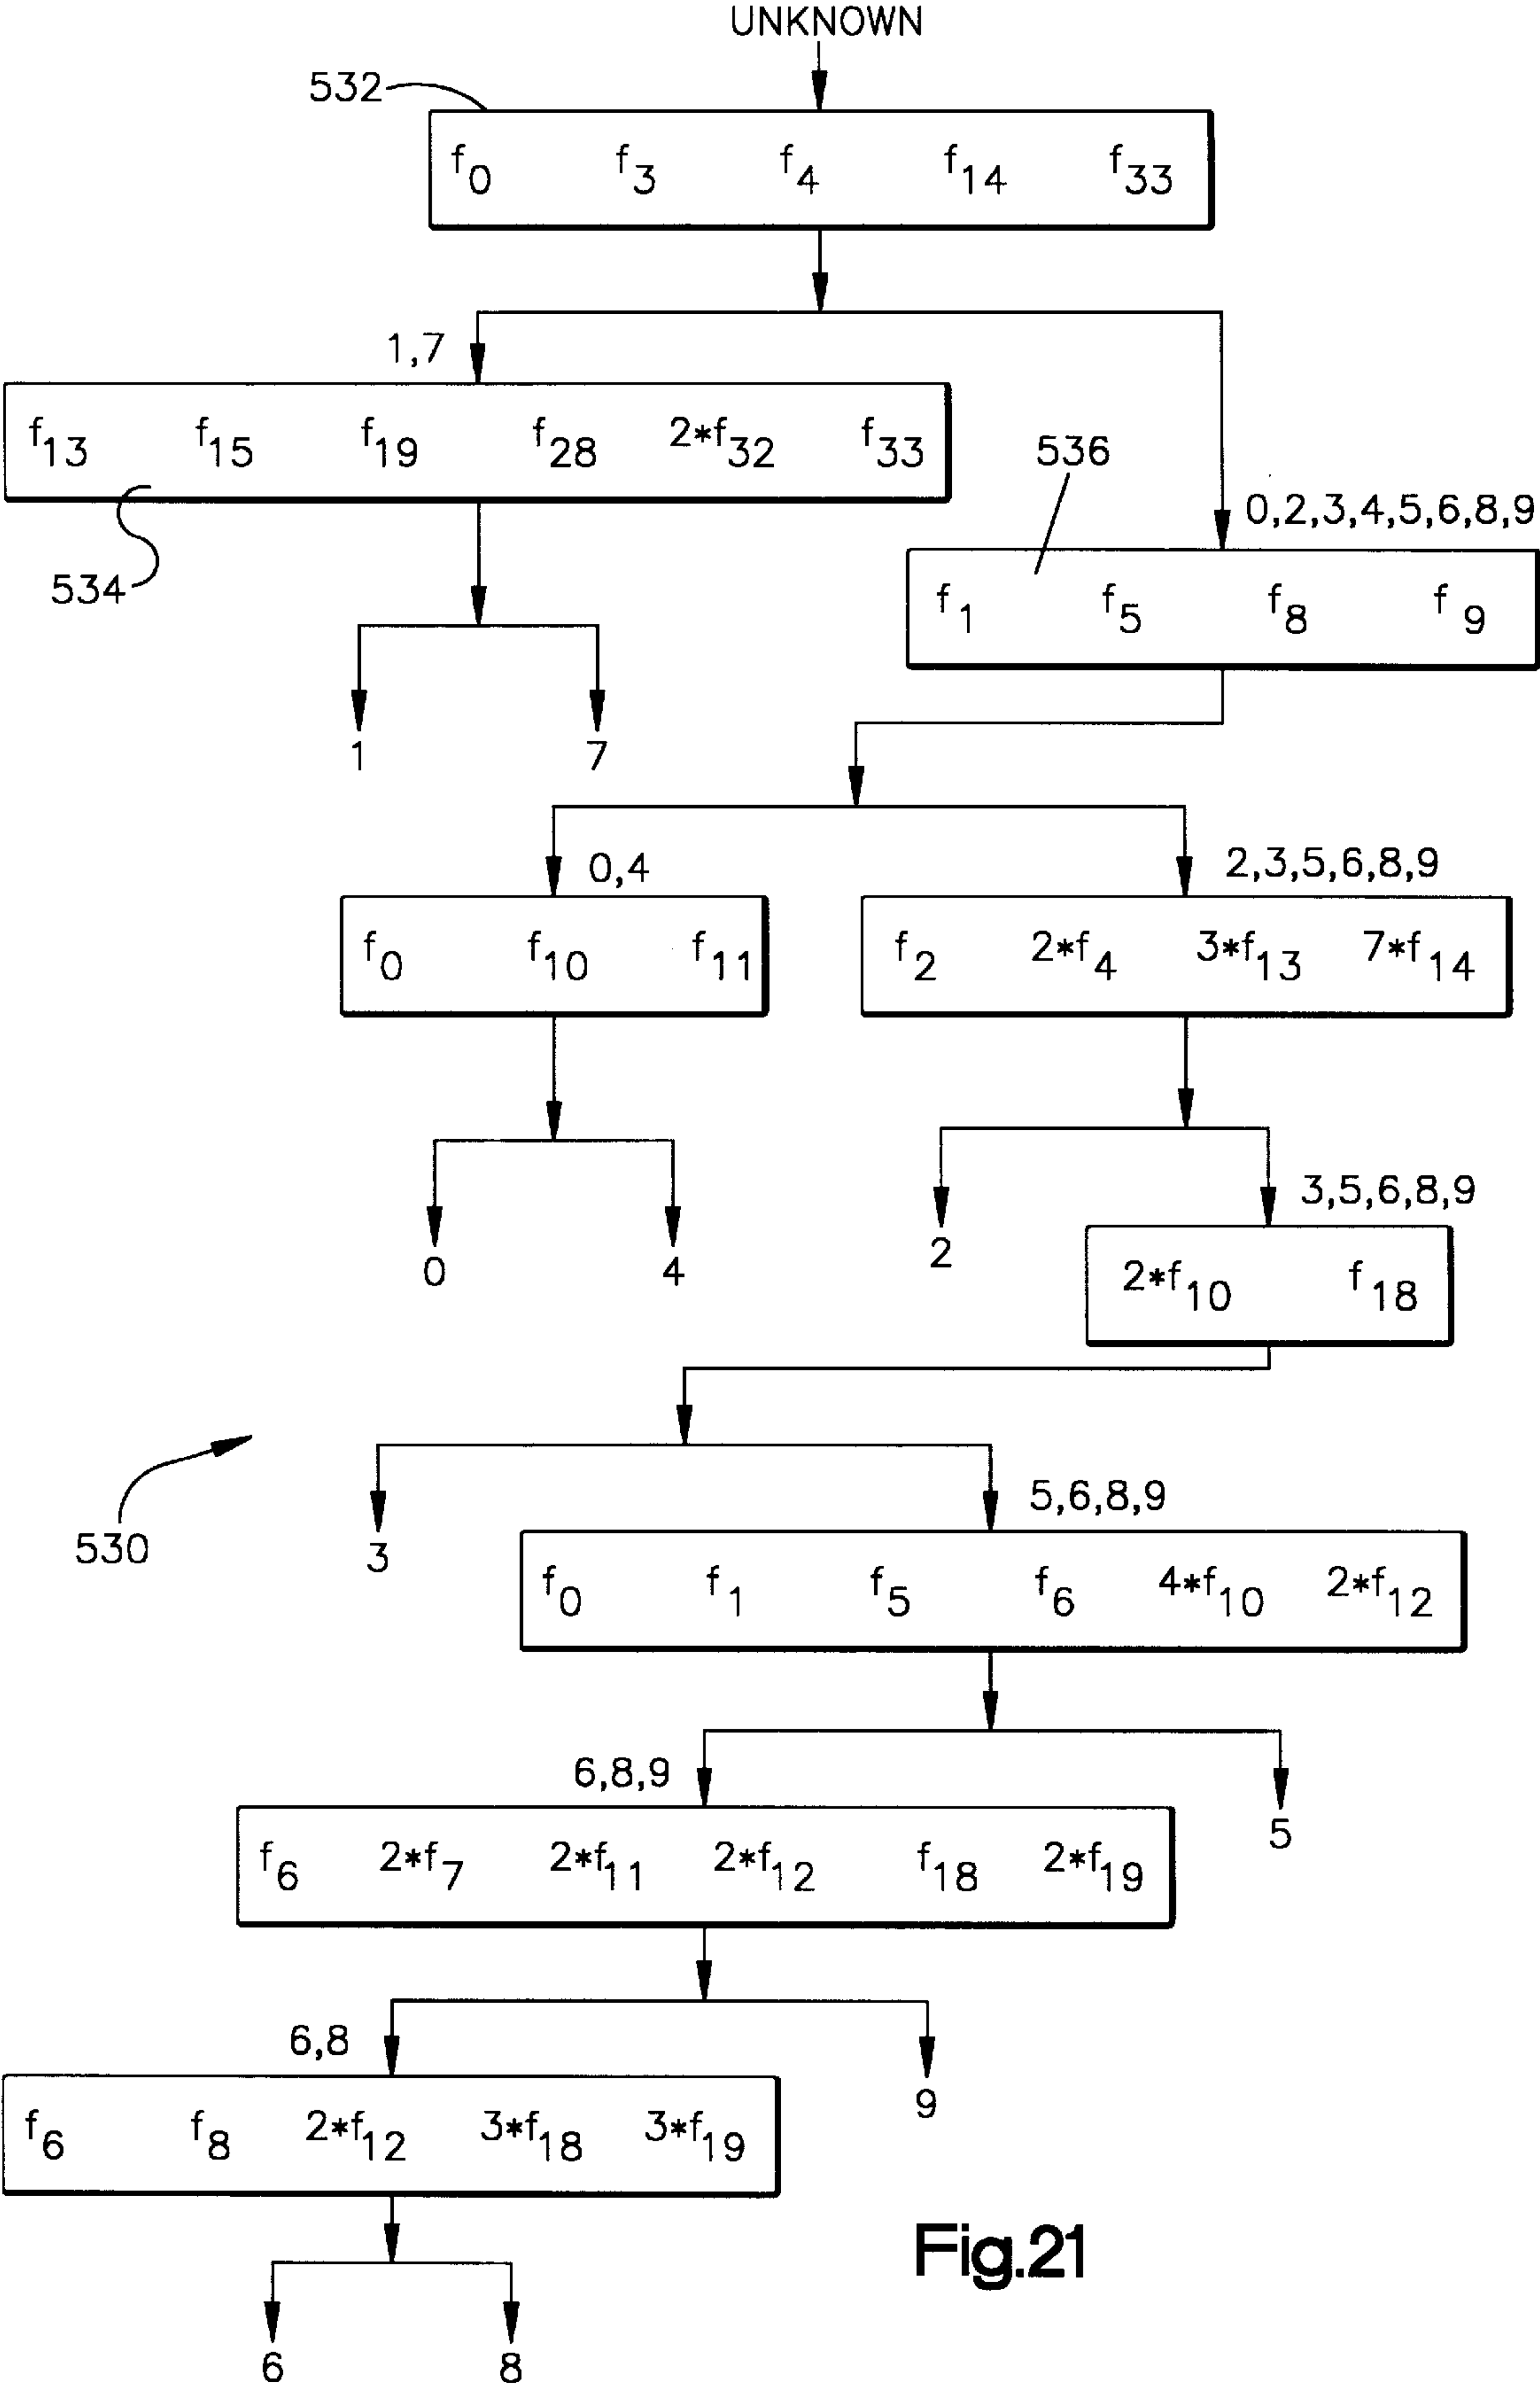 UNKNOWN
532
f0 f3 f4 f14 f33
1,7
f13 f15 f19 f28 2*f32 f33
534
536
0,2,3,4,5,6,8,9
f1 f5 f8 f9
1 7
0,4
2,3,5,6,8,9
f0 f10 f11
f2 2*f4 3*f13 7*f14
0 4
2
3,5,6,8,9
2*f10 f18
530
3
5,6,8,9
f0 f1 f5 f6 4*f10 2*f12
6,8,9
5
f6 2*f7 2*f11 2*f12 f18 2*f19
6,8
9
f6 f8 2*f12 3*f18 3*f19
6 8
Fig.21